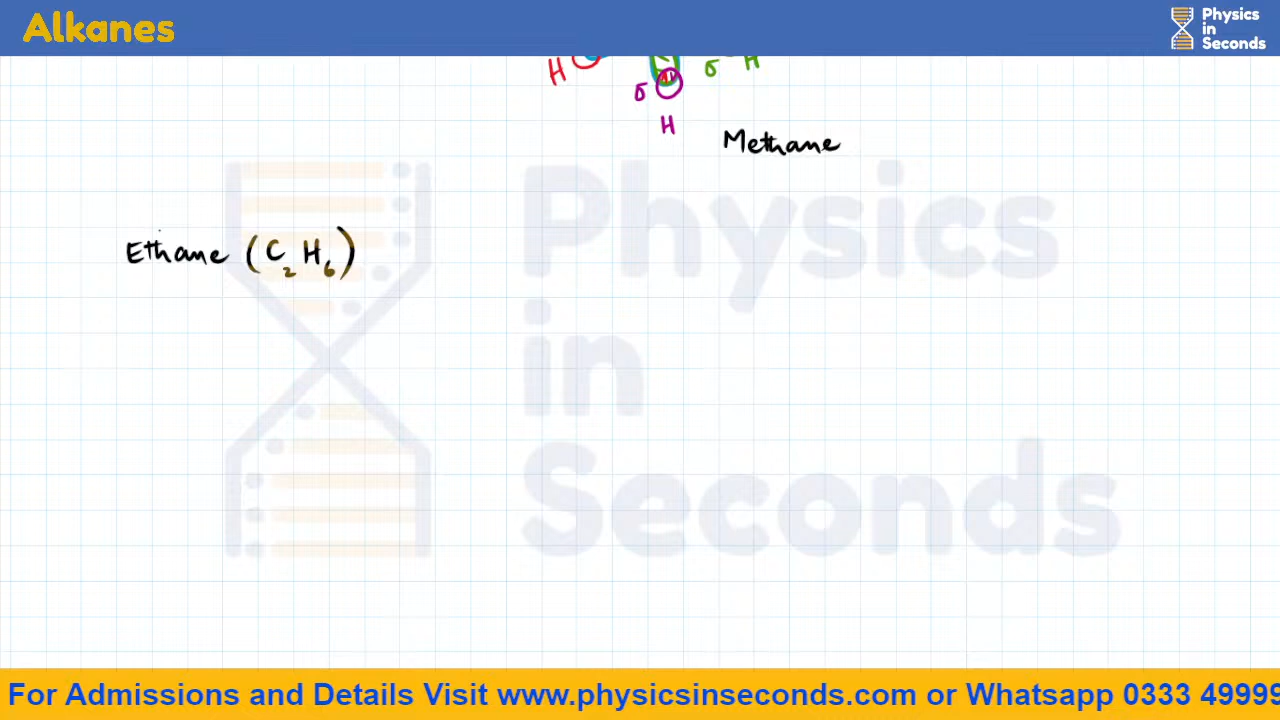 Alkanes
Physics
in
Seconds
H
σ
σ H
H
Methane
Ethane (C₂H₆)
Physics
in
Seconds
For Admissions and Details Visit www.physicsinseconds.com or Whatsapp 0333 49999